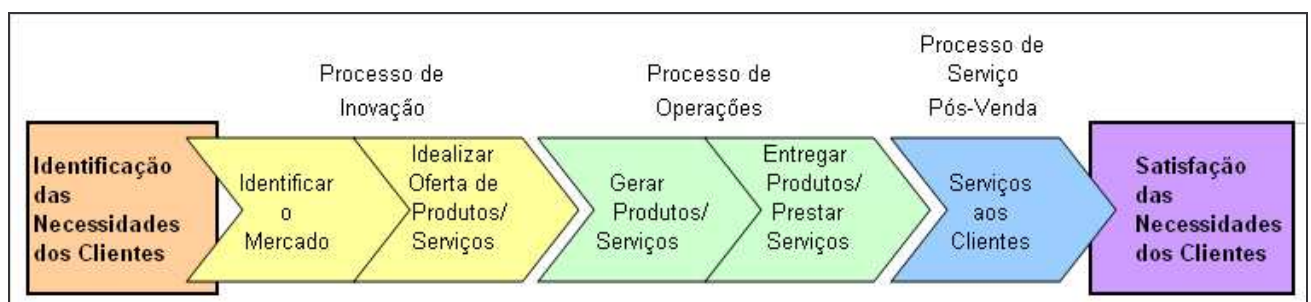 Processo de
Inovação
Processo de
Operações
Processo de
Serviço
Pós-Venda
Identificação
das
Necessidades
dos Clientes
Identificar
o
Mercado
Idealizar
Oferta de
Produtos/
Serviços
Gerar
Produtos/
Serviços
Entregar
Produtos/
Prestar
Serviços
Serviços
aos
Clientes
Satisfação
das
Necessidades
dos Clientes